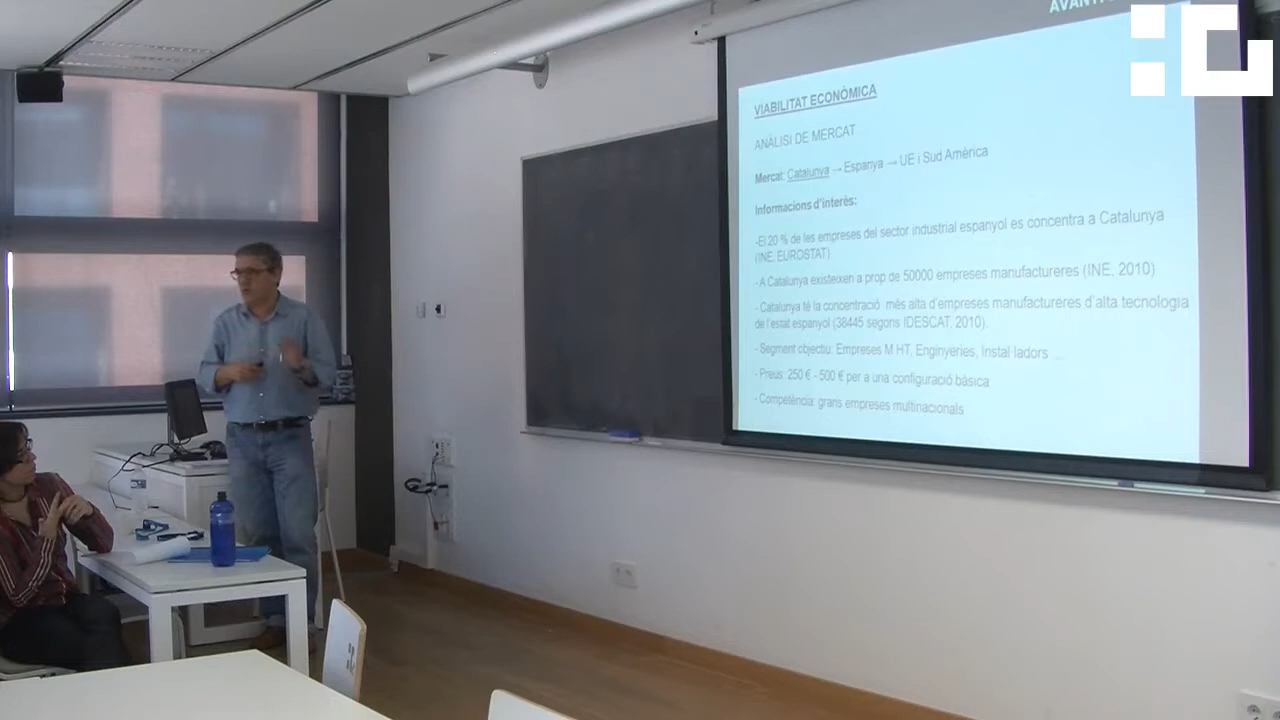 AVANT
VIABILITAT ECONÒMICA
ANÀLISI DE MERCAT
Mercat: Catalunya → Espanya → UE i Sud Amèrica
Informacions d'interès:
-El 20 % de les empreses del sector industrial espanyol es concentra a Catalunya
(INE, EUROSTAT)
- A Catalunya existeixen a prop de 50000 empreses manufactureres (INE, 2010)
- Catalunya té la concentració més alta d'empreses manufactureres d'alta tecnologia
de l'estat espanyol (38445 segons IDESCAT, 2010).
- Segment objectiu: Empreses M HT, Enginyeries, Instal·ladors ...
- Preus: 250 € - 500 € per a una configuració bàsica
- Competència: grans empreses multinacionals